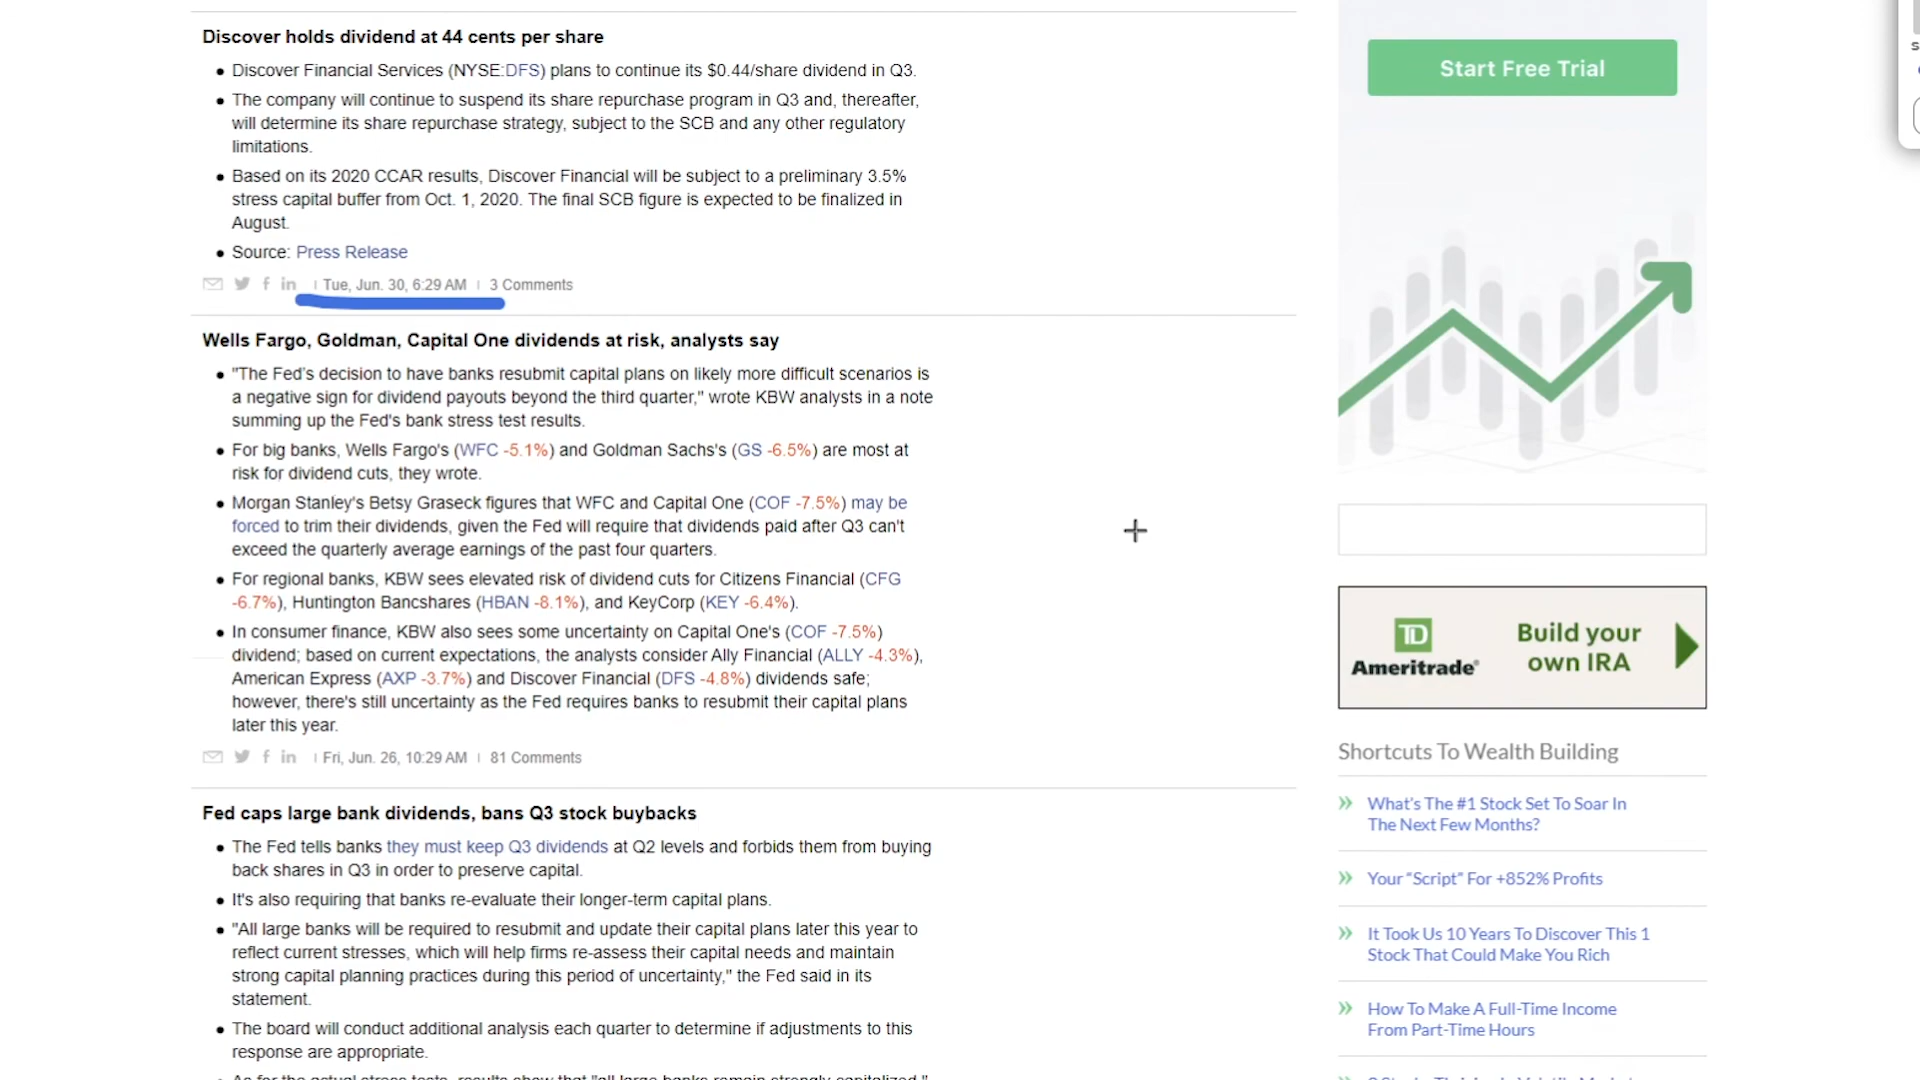 Discover holds dividend at 44 cents per share
Discover Financial Services (NYSE:DFS) plans to continue its $0.44/share dividend in Q3.
The company will continue to suspend its share repurchase program in Q3 and, thereafter,
will determine its share repurchase strategy, subject to the SCB and any other regulatory
limitations.
Based on its 2020 CCAR results, Discover Financial will be subject to a preliminary 3.5%
stress capital buffer from Oct. 1, 2020. The final SCB figure is expected to be finalized in
August.
Source: Press Release
Tue, Jun. 30, 6:29 AM | 3 Comments
Wells Fargo, Goldman, Capital One dividends at risk, analysts say
"The Fed's decision to have banks resubmit capital plans on likely more difficult scenarios is
a negative sign for dividend payouts beyond the third quarter," wrote KBW analysts in a note
summing up the Fed's bank stress test results.
For big banks, Wells Fargo's (WFC -5.1%) and Goldman Sachs's (GS -6.5%) are most at
risk for dividend cuts, they wrote.
Morgan Stanley's Betsy Graseck figures that WFC and Capital One (COF -7.5%) may be
forced to trim their dividends, given the Fed will require that dividends paid after Q3 can't
exceed the quarterly average earnings of the past four quarters.
For regional banks, KBW sees elevated risk of dividend cuts for Citizens Financial (CFG
-6.7%), Huntington Bancshares (HBAN -8.1%), and KeyCorp (KEY -6.4%).
In consumer finance, KBW also sees some uncertainty on Capital One's (COF -7.5%)
dividend; based on current expectations, the analysts consider Ally Financial (ALLY -4.3%),
American Express (AXP -3.7%) and Discover Financial (DFS -4.8%) dividends safe;
however, there's still uncertainty as the Fed requires banks to resubmit their capital plans
later this year.
Fri, Jun. 26, 10:29 AM | 81 Comments
Fed caps large bank dividends, bans Q3 stock buybacks
The Fed tells banks they must keep Q3 dividends at Q2 levels and forbids them from buying
back shares in Q3 in order to preserve capital.
It's also requiring that banks re-evaluate their longer-term capital plans.
"All large banks will be required to resubmit and update their capital plans later this year to
reflect current stresses, which will help firms re-assess their capital needs and maintain
strong capital planning practices during this period of uncertainty," the Fed said in its
statement.
The board will conduct additional analysis each quarter to determine if adjustments to this
response are appropriate.
As for the actual stress tests, results show that "all large banks remain strongly capitalized."
Start Free Trial
TD
Ameritrade®
Build your
own IRA
Shortcuts To Wealth Building
What's The #1 Stock Set To Soar In
The Next Few Months?
Your "Script" For +852% Profits
It Took Us 10 Years To Discover This 1
Stock That Could Make You Rich
How To Make A Full-Time Income
From Part-Time Hours